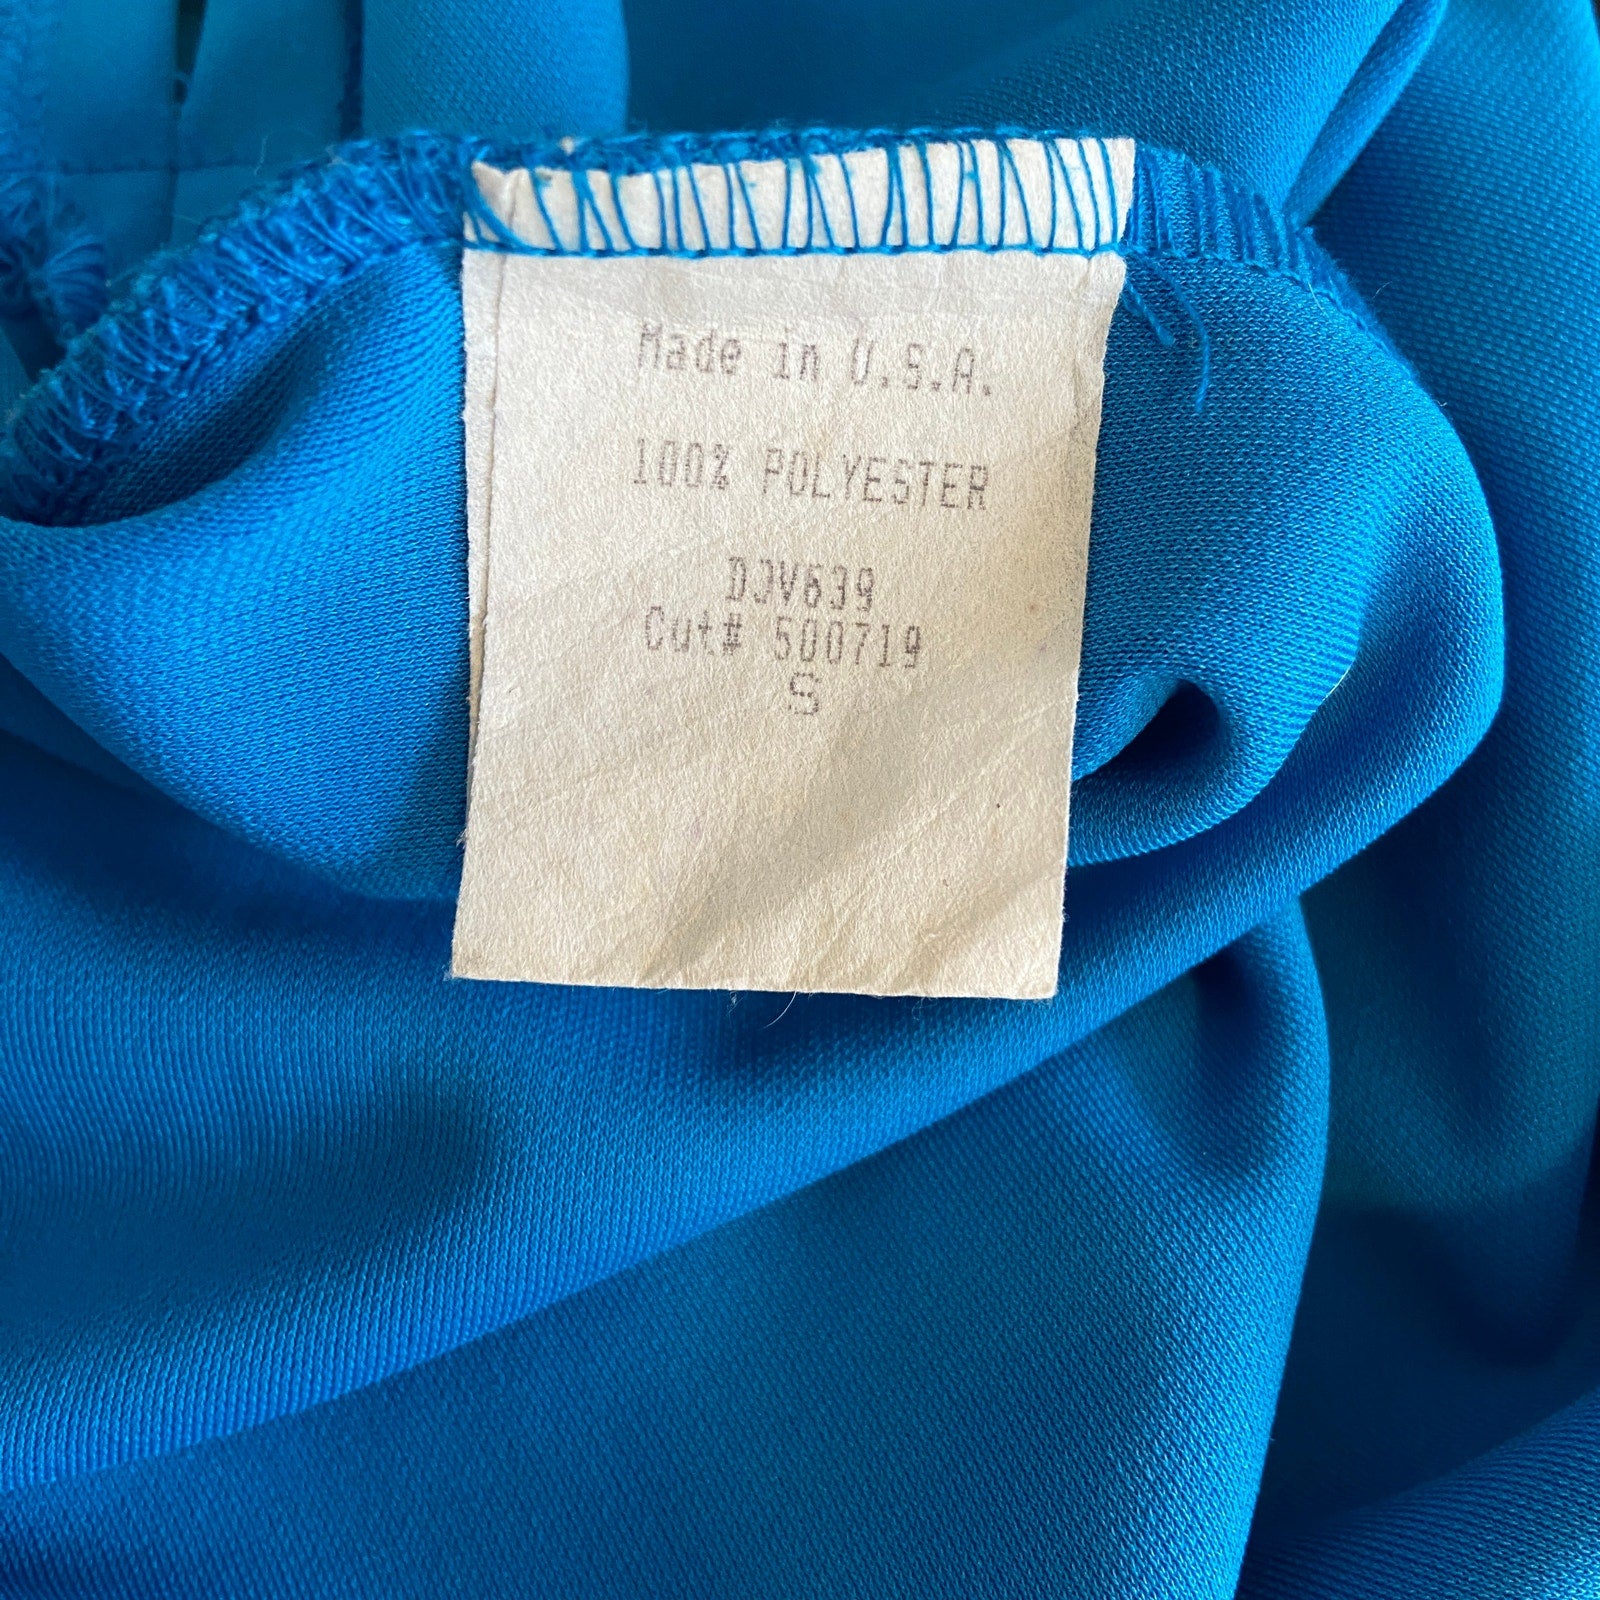 Made in U.S.A.
100% POLYESTER
DJV639
Cut# 500719
S